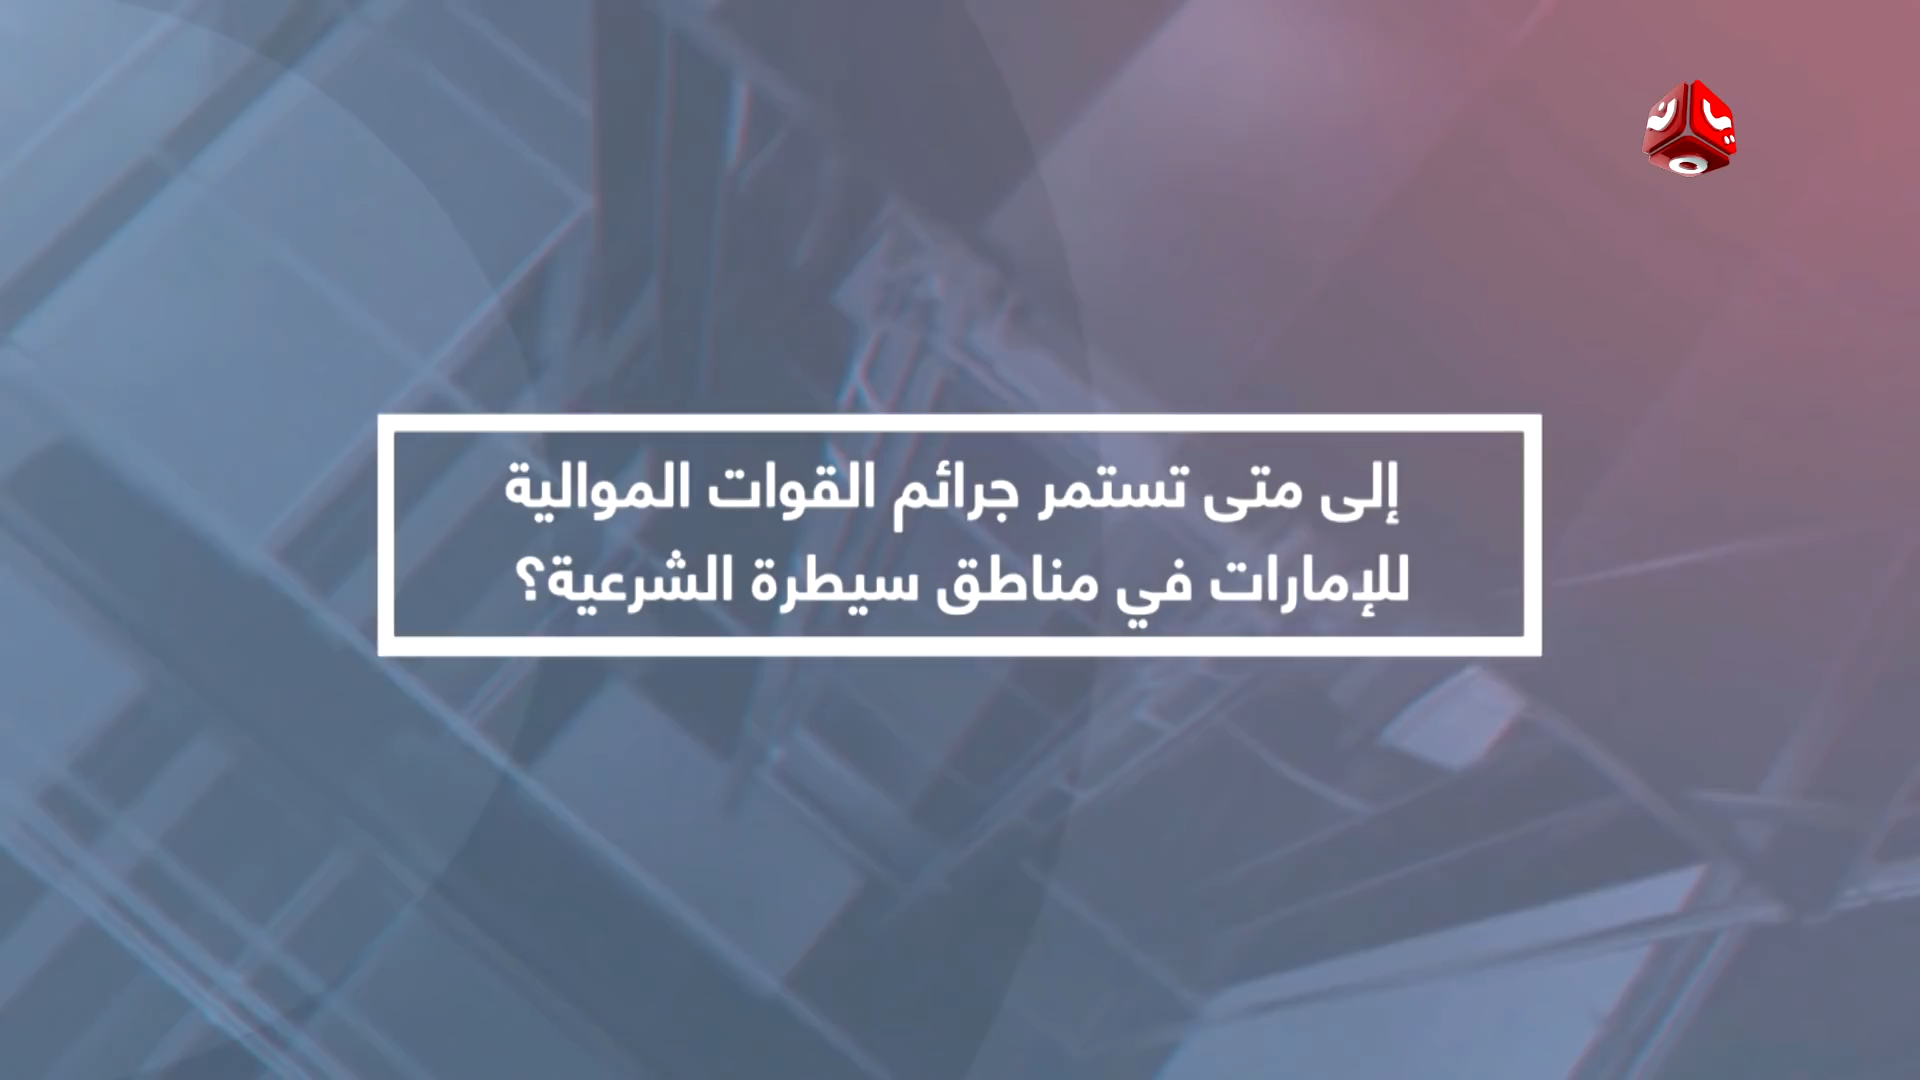 إلى متى تستمر جرائم القوات الموالية
للإمارات في مناطق سيطرة الشرعية؟